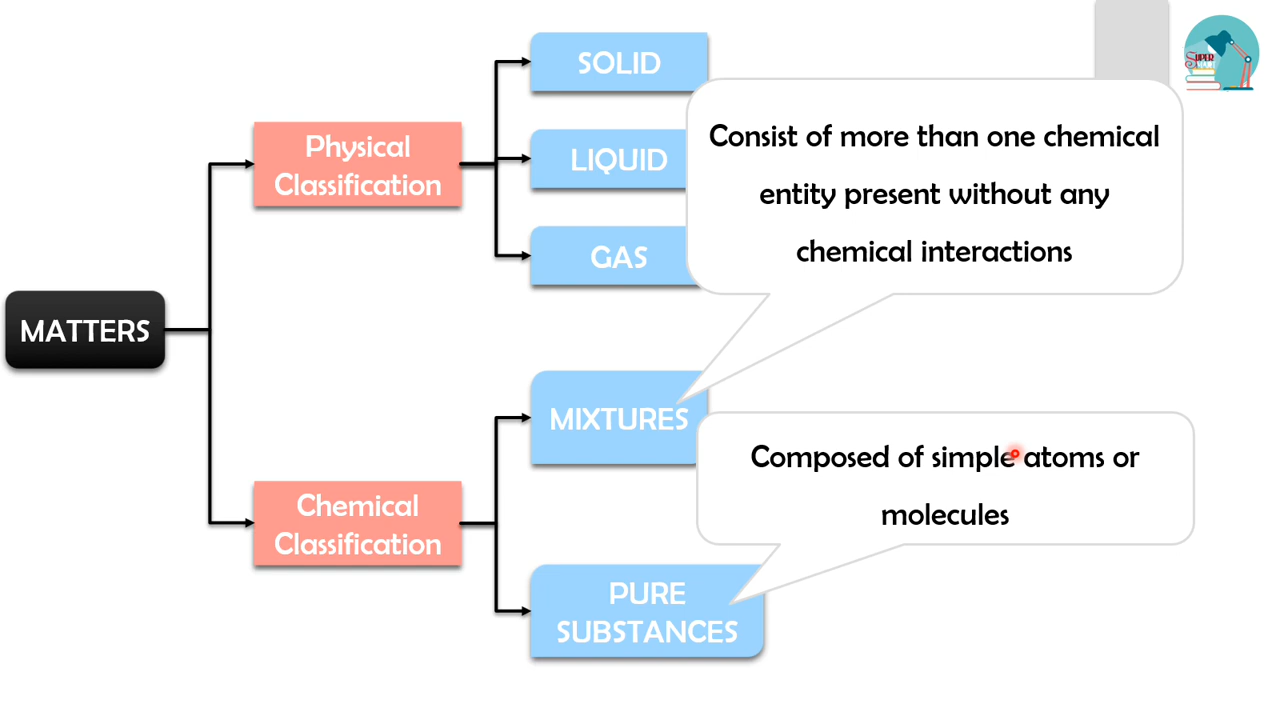 SOLID
SUPER
Physical
Classification
LIQUID
GAS
Consist of more than one chemical
entity present without any
chemical interactions
MATTERS
MIXTURES
Composed of simple atoms or
molecules
Chemical
Classification
PURE
SUBSTANCES